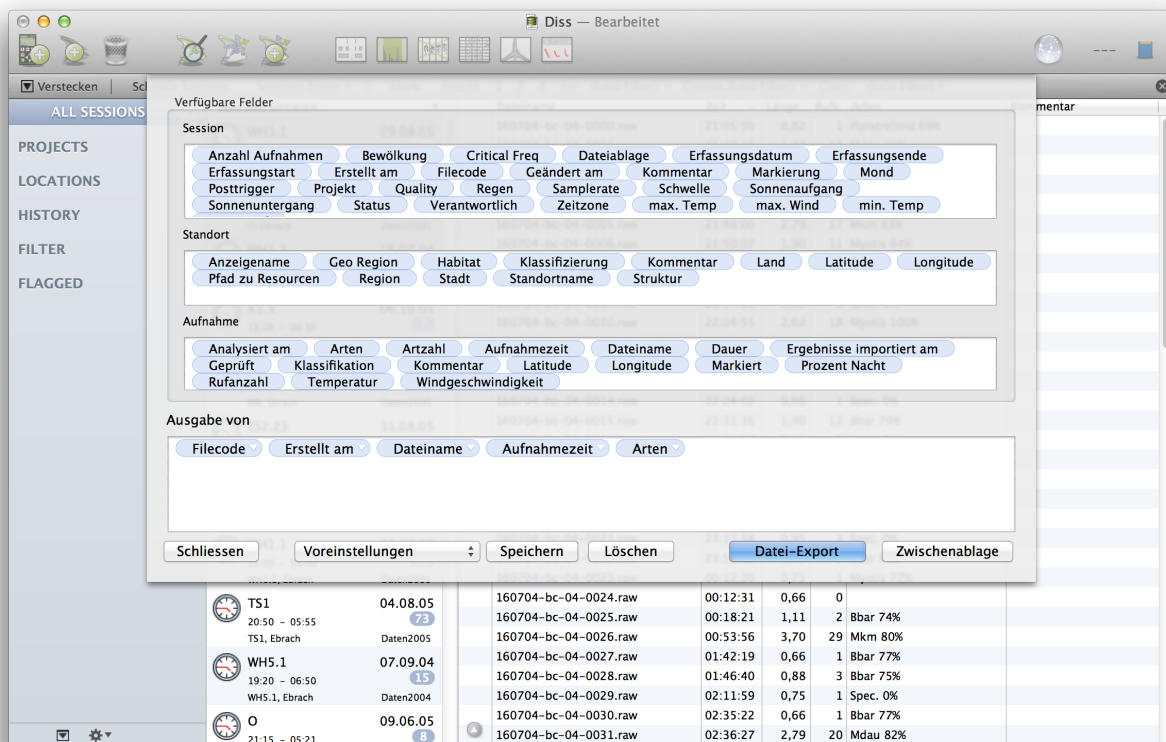 Diss — Bearbeitet
Verstecken
ALL SESSIONS
PROJECTS
LOCATIONS
HISTORY
FILTER
FLAGGED
mentar
Verfügbare Felder
Session
Anzahl Aufnahmen Bewölkung Critical Freq Dateiablage Erfassungsdatum Erfassungsende
Erfassungstart Erstellt am Filecode Geändert am Kommentar Markierung Mond
Posttrigger Projekt Quality Regen Samplerate Schwelle Sonnenaufgang
Sonnenuntergang Status Verantwortlich Zeitzone max. Temp max. Wind min. Temp
Standort
Anzeigename Geo Region Habitat Klassifizierung Kommentar Land Latitude Longitude
Pfad zu Resourcen Region Stadt Standortname Struktur
Aufnahme
Analysiert am Arten Artzahl Aufnahmezeit Dateiname Dauer Ergebnisse importiert am
Geprüft Klassifikation Kommentar Latitude Longitude Markiert Prozent Nacht
Rufanzahl Temperatur Windgeschwindigkeit
Ausgabe von
Filecode Erstellt am Dateiname Aufnahmezeit Arten
Schliessen Voreinstellungen Speichern Löschen Datei-Export Zwischenablage
TS1 04.08.05
20:50 - 05:55 73
TS1, Ebrach Daten2005
WH5.1 07.09.04
19:20 - 06:50 15
WH5.1, Ebrach Daten2004
O 09.06.05
21:15 - 05:21 8
160704-bc-04-0024.raw 00:12:31 0,66 0
160704-bc-04-0025.raw 00:18:21 1,11 2 Bbar 74%
160704-bc-04-0026.raw 00:53:56 3,70 29 Mkm 80%
160704-bc-04-0027.raw 01:42:19 0,66 1 Bbar 77%
160704-bc-04-0028.raw 01:46:40 0,88 3 Bbar 75%
160704-bc-04-0029.raw 02:11:59 0,75 1 Spec. 0%
160704-bc-04-0030.raw 02:35:22 0,66 1 Bbar 77%
160704-bc-04-0031.raw 02:36:27 2,79 20 Mdau 82%